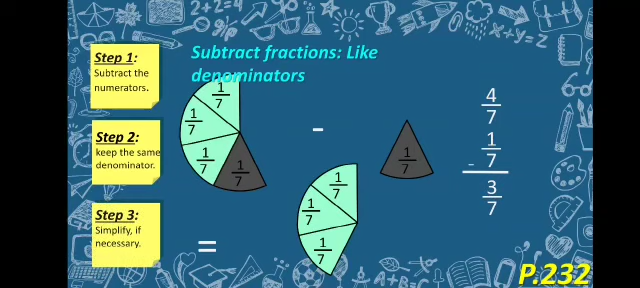 Subtract fractions: Like
denominators
Step 1:
Subtract the
numerators.
Step 2:
keep the same
denominator.
Step 3:
Simplify, if
necessary.
1/7
1/7
1/7
1/7
-
1/7
=
1/7
1/7
1/7
4/7
- 1/7
3/7
P.232